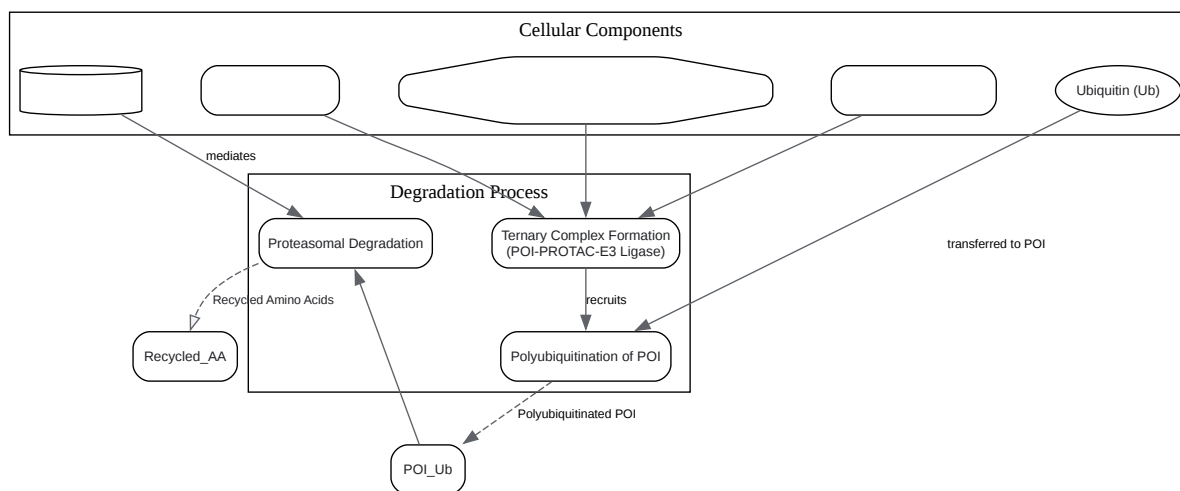 Cellular Components
Ubiquitin (Ub)
mediates
Degradation Process
Proteasomal Degradation
Ternary Complex Formation
(POI-PROTAC-E3 Ligase)
transferred to POI
Recycled Amino Acids
recruits
Recycled_AA
Polyubiquitination of POI
Polyubiquitinated POI
POI_Ub